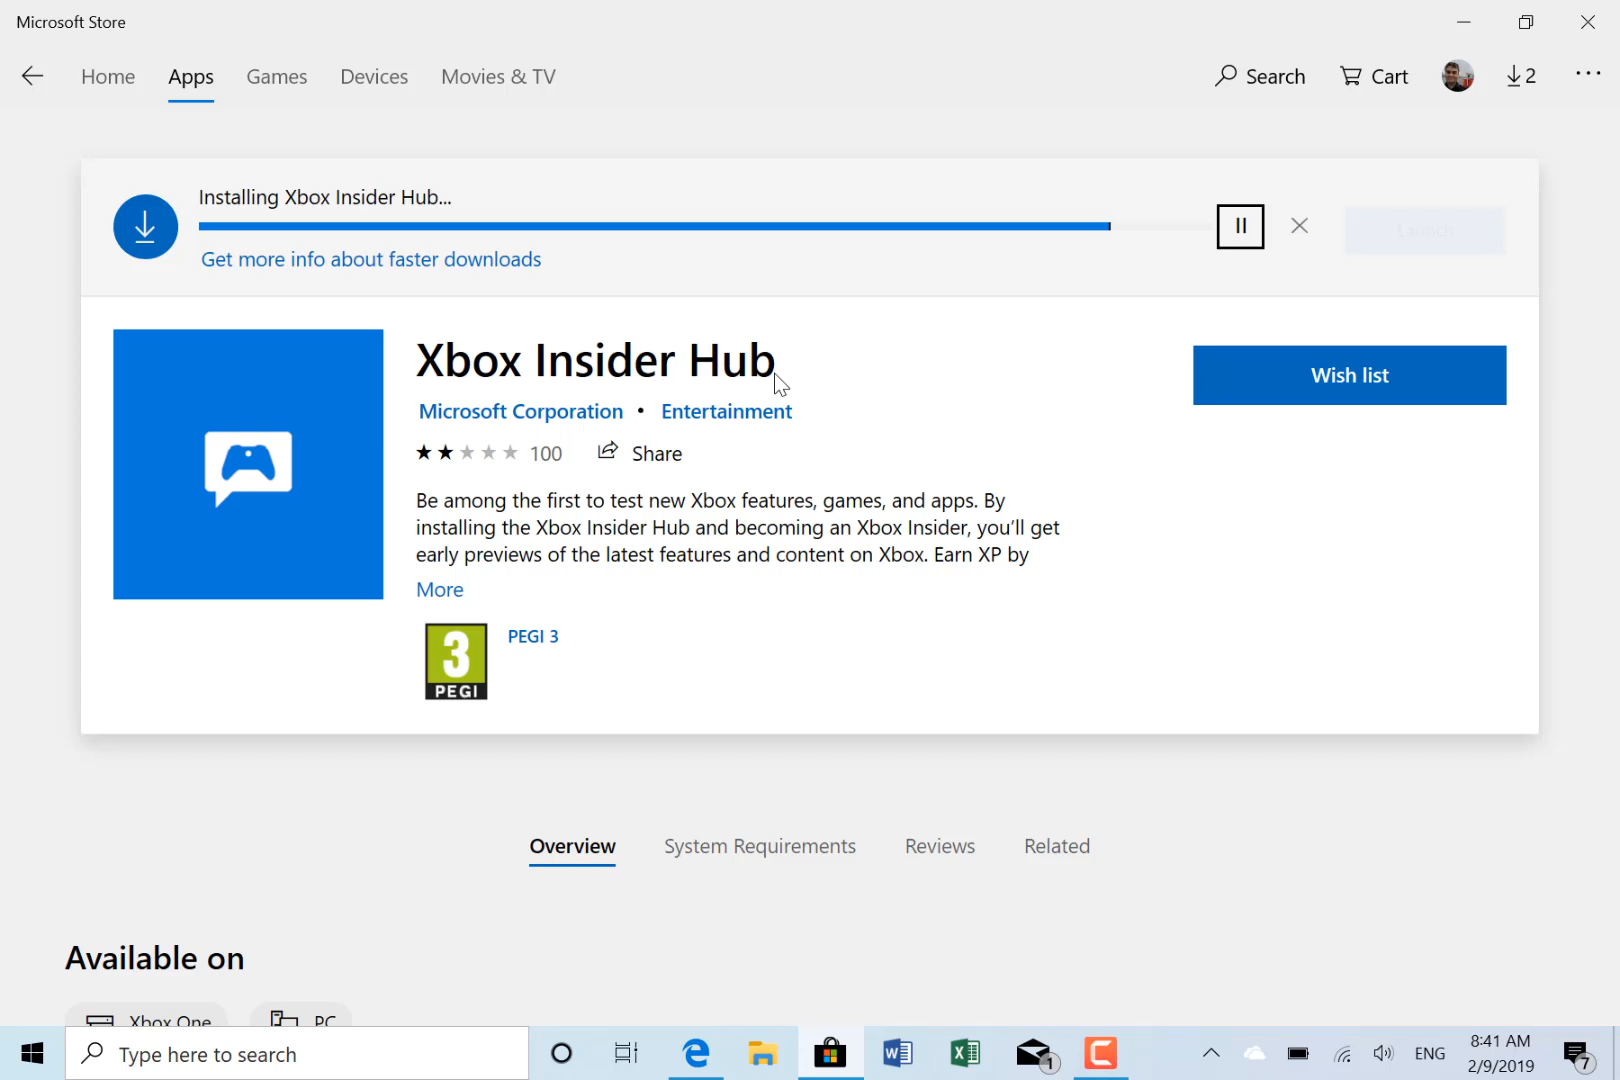 Microsoft Store
Home Apps Games Devices Movies & TV Search Cart 2
Installing Xbox Insider Hub...
Get more info about faster downloads
Launch
Xbox Insider Hub
Wish list
Microsoft Corporation • Entertainment
100 Share
Be among the first to test new Xbox features, games, and apps. By
installing the Xbox Insider Hub and becoming an Xbox Insider, you’ll get
early previews of the latest features and content on Xbox. Earn XP by
More
3
PEGI
PEGI 3
Overview System Requirements Reviews Related
Available on
Xbox One PC
Type here to search
1
ENG
8:41 AM
2/9/2019
7